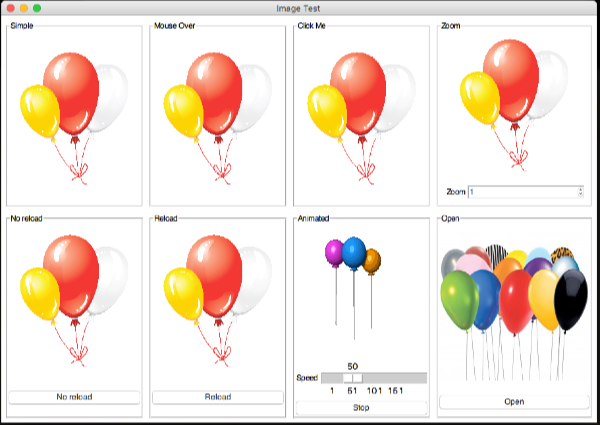 Image Test
Simple
Mouse Over
Click Me
Zoom
Zoom 1
No reload
Reload
Animated
Open
50
Speed
1 51 101 151
No reload
Reload
Stop
Open